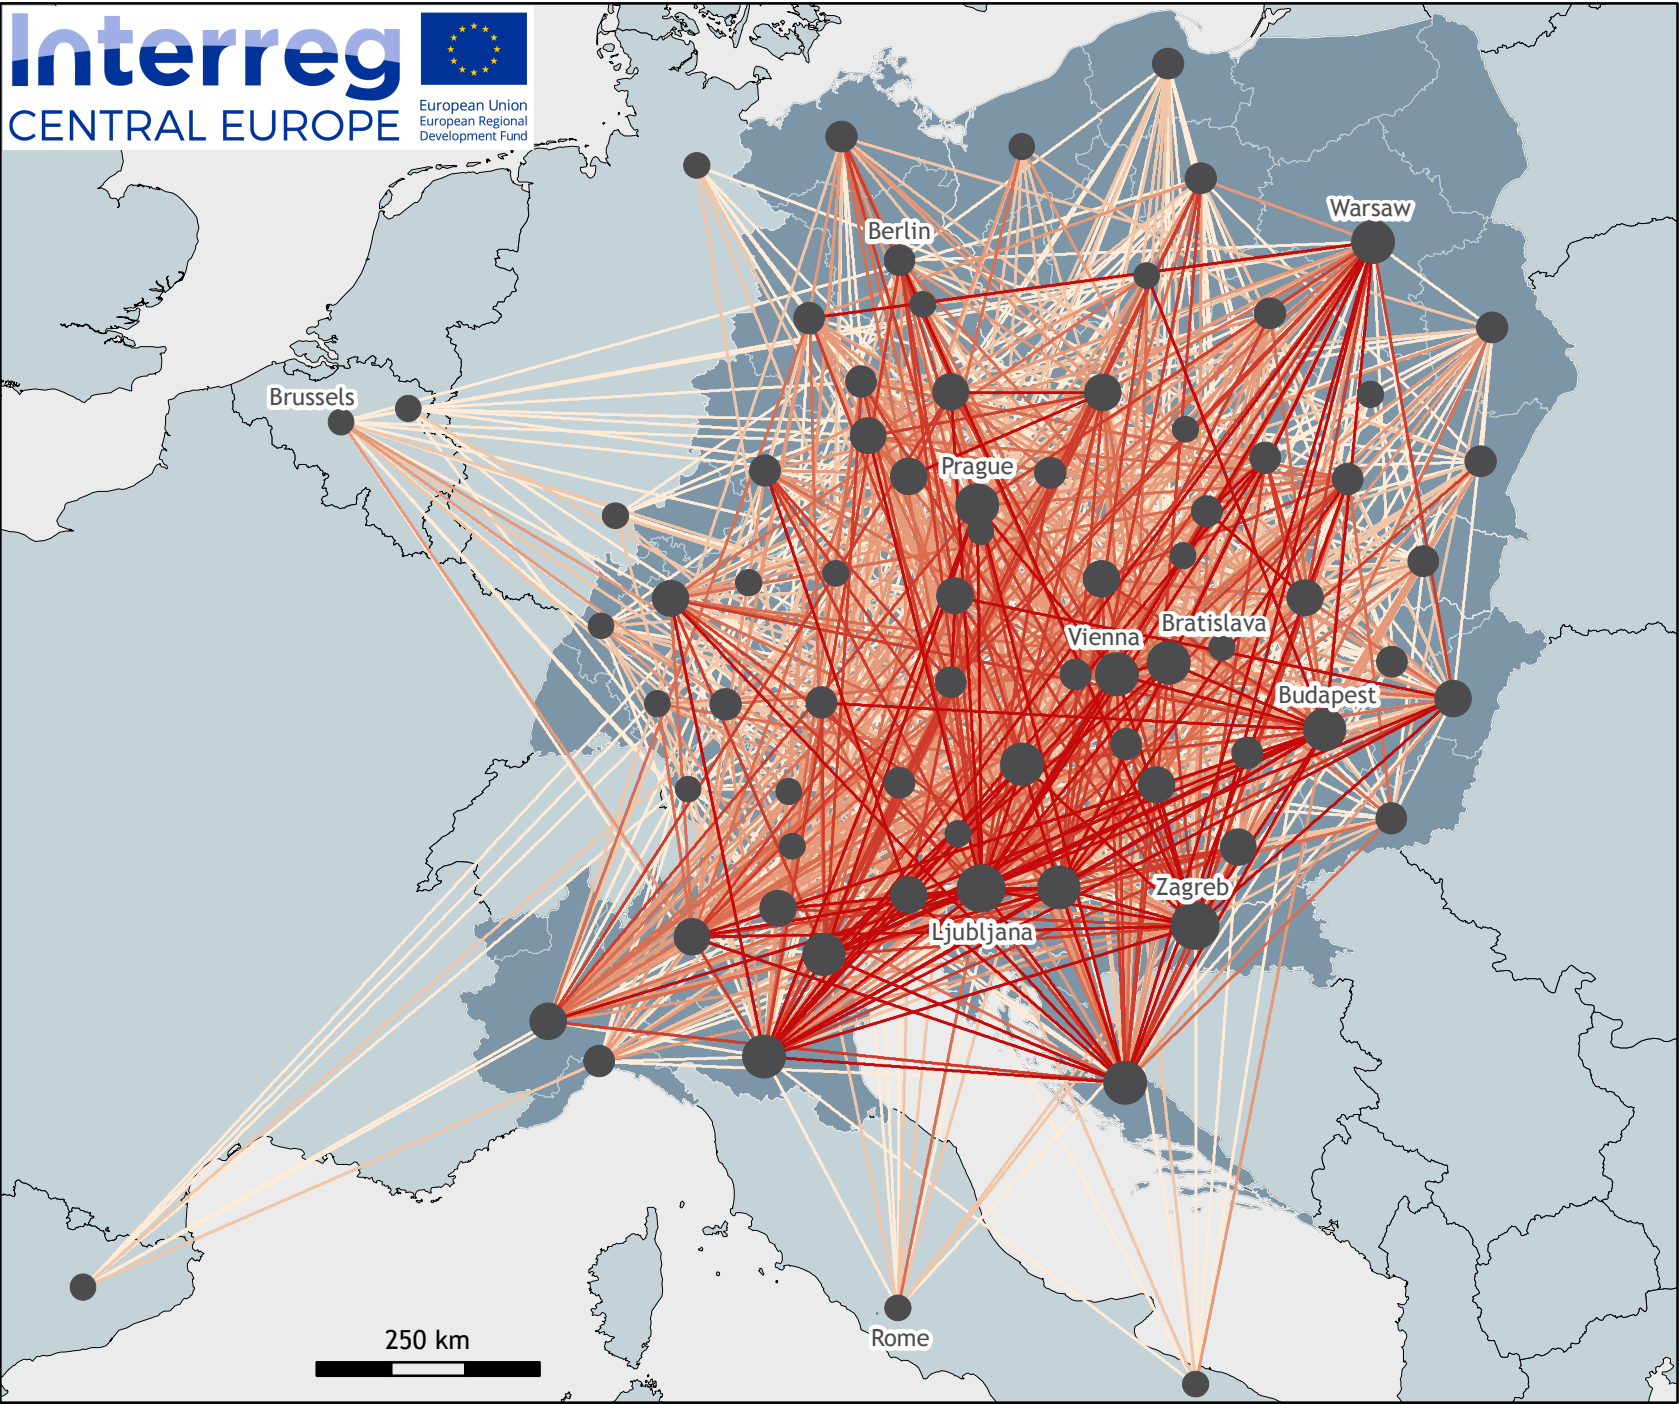 Interreg
CENTRAL EUROPE
European Union
European Regional
Development Fund
Warsaw
Berlin
Brussels
Prague
Bratislava
Vienna
Budapest
Zagreb
Ljubljana
Rome
250 km